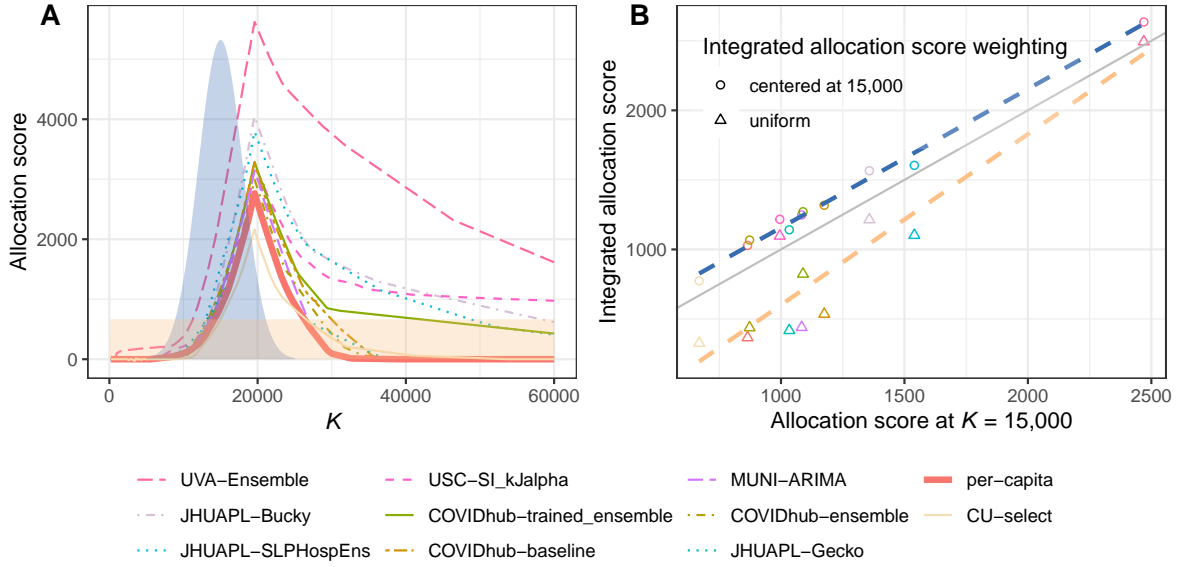 A
Allocation score
4000
2000
0
0
20000
40000
60000
K
B
Integrated allocation score
2000
1000
Integrated allocation score weighting
centered at 15,000
uniform
1000
1500
2000
2500
Allocation score at K = 15,000
UVA−Ensemble
USC−SI_kJalpha
MUNI−ARIMA
per−capita
JHUAPL−Bucky
COVIDhub−trained_ensemble
COVIDhub−ensemble
CU−select
JHUAPL−SLPHospEns
COVIDhub−baseline
JHUAPL−Gecko